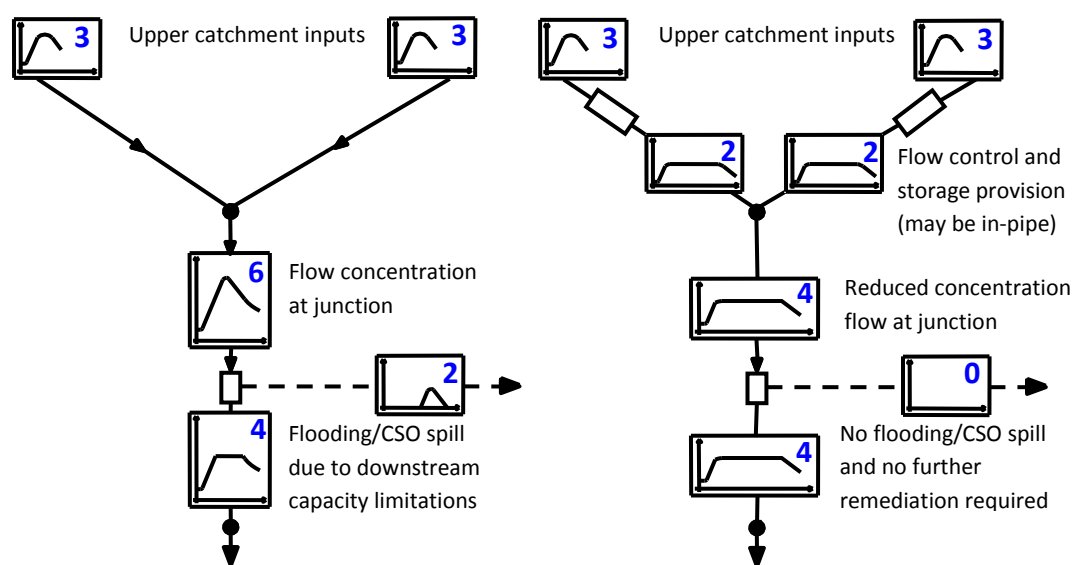 3
Upper catchment inputs
3
6
Flow concentration
at junction
2
4
Flooding/CSO spill
due to downstream
capacity limitations
3
Upper catchment inputs
3
2
2
Flow control and
storage provision
(may be in-pipe)
4
Reduced concentration
flow at junction
0
4
No flooding/CSO spill
and no further
remediation required